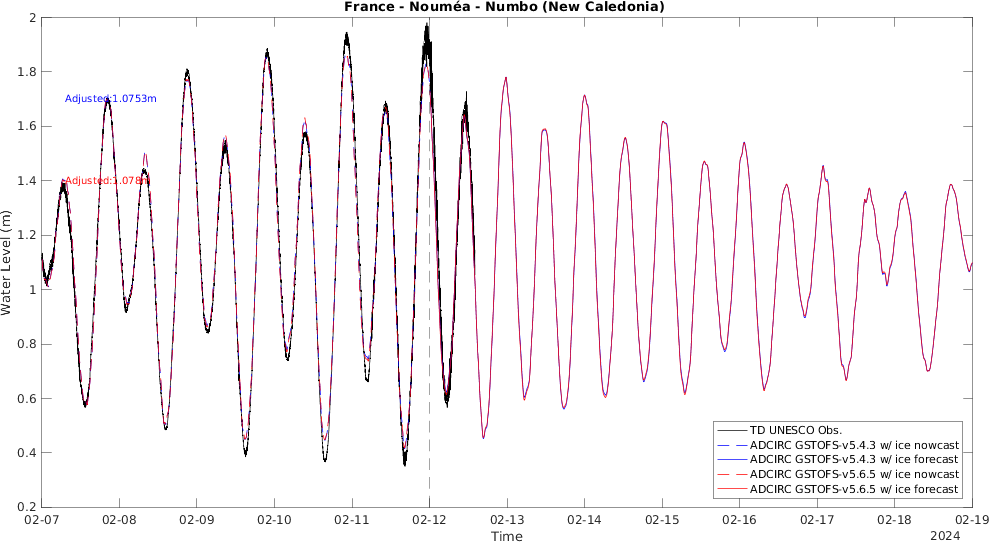 France - Nouméa - Numbo (New Caledonia)
2
1.8
1.6
1.4
1.2
1
0.8
0.6
0.4
0.2
Water Level (m)
Adjusted:1.0753m
Adjusted:1.078m
TD UNESCO Obs.
ADCIRC GSTOFS-v5.4.3 w/ ice nowcast
ADCIRC GSTOFS-v5.4.3 w/ ice forecast
ADCIRC GSTOFS-v5.6.5 w/ ice nowcast
ADCIRC GSTOFS-v5.6.5 w/ ice forecast
02-07 02-08 02-09 02-10 02-11 02-12 02-13 02-14 02-15 02-16 02-17 02-18 02-19
Time
2024